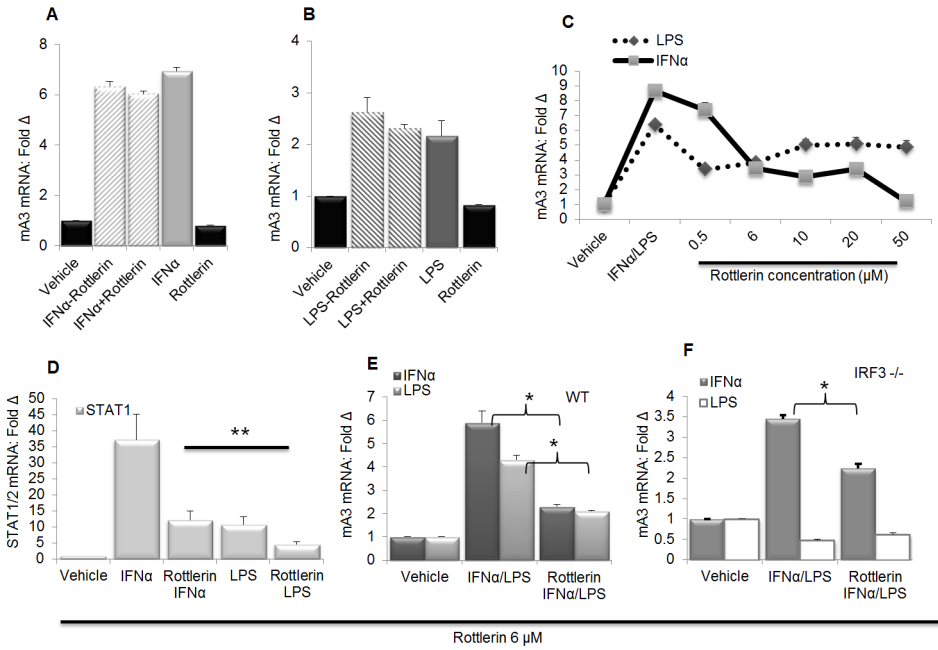 A
mA3 mRNA: Fold Δ
8
6
4
2
0
Vehicle
IFNα-Rottlerin
IFNα+Rottlerin
IFNα
Rottlerin
B
mA3 mRNA: Fold Δ
4
3
2
1
0
Vehicle
LPS-Rottlerin
LPS+Rottlerin
LPS
Rottlerin
C
LPS
IFNα
mA3 mRNA: Fold Δ
10
9
8
7
6
5
4
3
2
1
0
Vehicle
IFNα/LPS
0.5
6
10
20
50
Rottlerin concentration (µM)
D
STAT1/2 mRNA: Fold Δ
STAT1
50
45
40
35
30
25
20
15
10
5
0
**
Vehicle
IFNα
Rottlerin
IFNα
LPS
Rottlerin
LPS
E
IFNα
LPS
WT
mA3 mRNA: Fold Δ
7
6
5
4
3
2
1
0
*
*
Vehicle
IFNα/LPS
Rottlerin
IFNα/LPS
F
IFNα
LPS
IRF3 -/-
mA3 mRNA: Fold Δ
3.5
3
2.5
2
1.5
1
0.5
0
*
Vehicle
IFNα/LPS
Rottlerin
IFNα/LPS
Rottlerin 6 µM